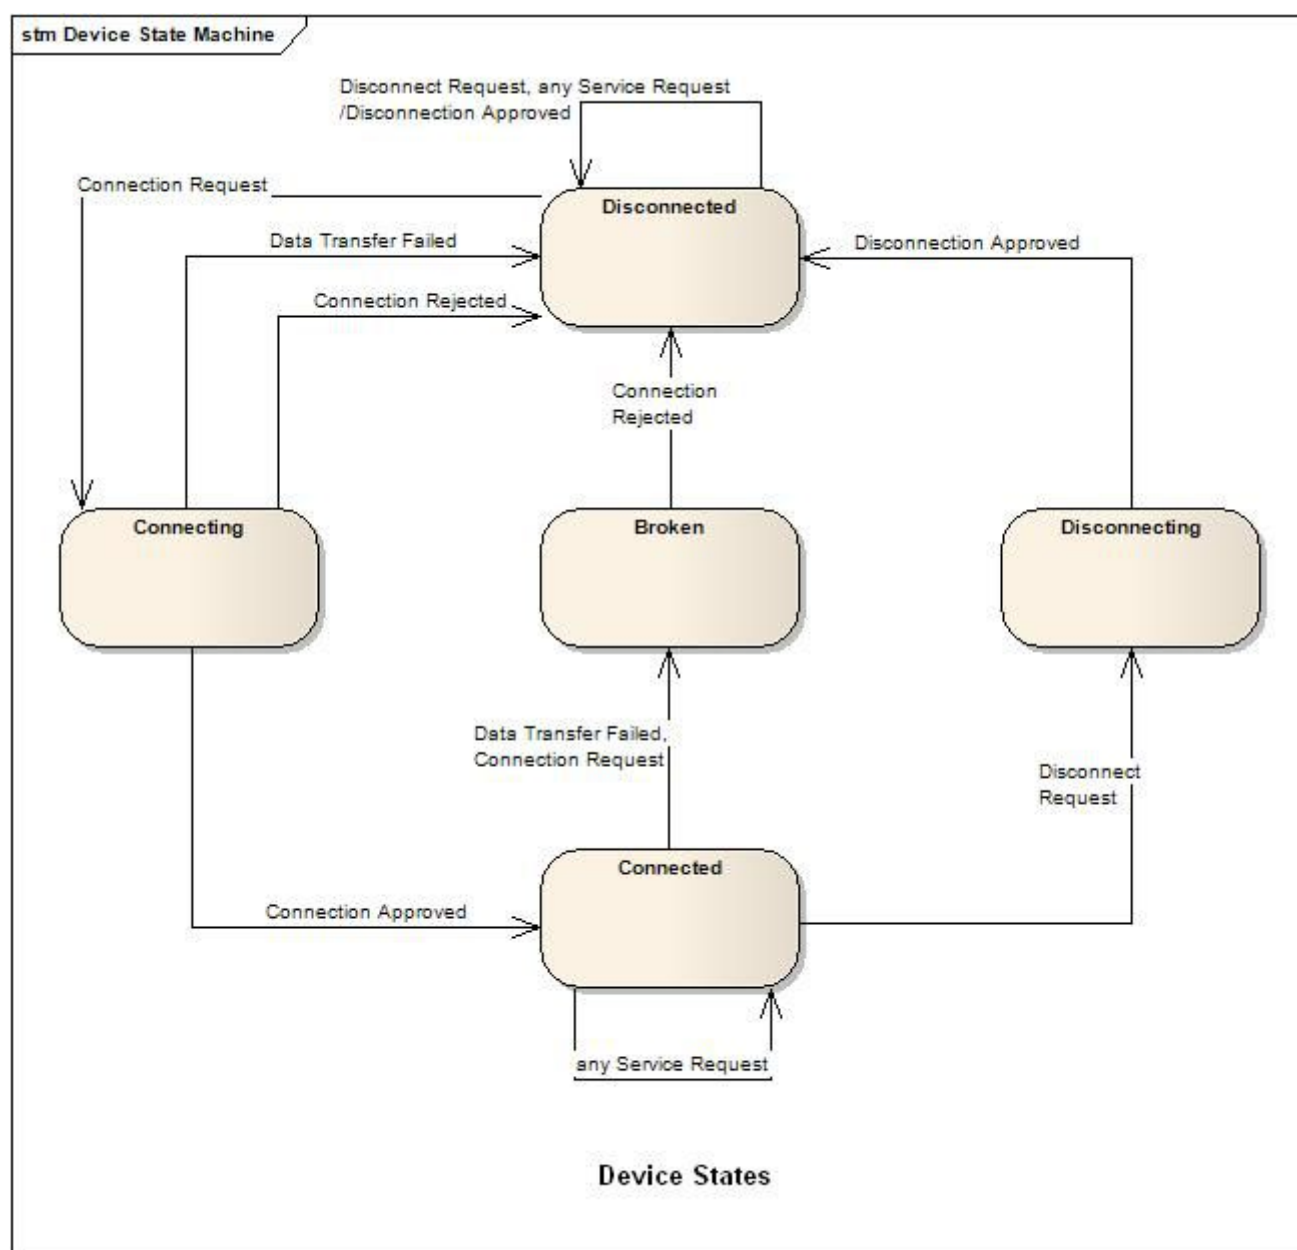 stm Device State Machine
Disconnect Request, any Service Request
/Disconnection Approved
Connection Request
Disconnected
Data Transfer Failed
Disconnection Approved
Connection Rejected
Connection
Rejected
Connecting
Broken
Disconnecting
Data Transfer Failed,
Connection Request
Disconnect
Request
Connected
Connection Approved
any Service Request
Device States